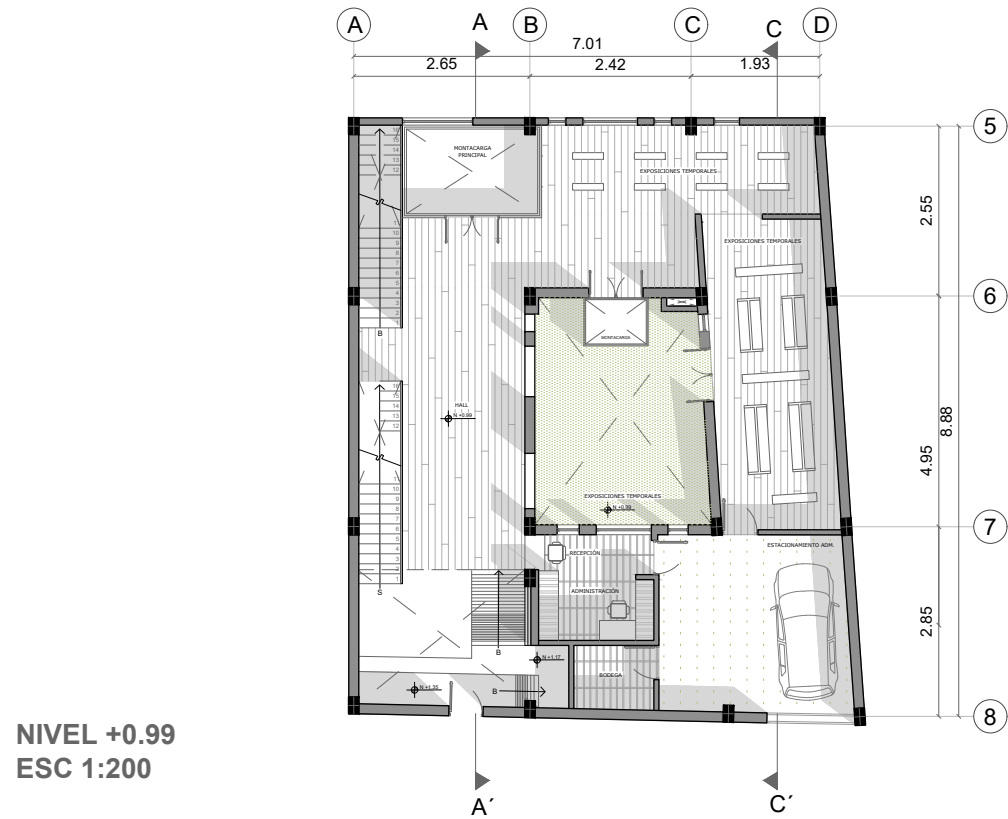 A
A
B
C
C
D
7.01
2.65
2.42
1.93
5
MONTACARGA
PRINCIPAL
EXPOSICIONES TEMPORALES
2.55
EXPOSICIONES TEMPORALES
6
MONTACARGA
B
HALL
N +0.99
8.88
4.95
EXPOSICIONES TEMPORALES
N +0.99
7
RECEPCIÓN
ESTACIONAMIENTO ADM.
ADMINISTRACIÓN
S
2.85
B
N +1.17
BODEGA
N +1.35
B
8
NIVEL +0.99
ESC 1:200
A´
C´